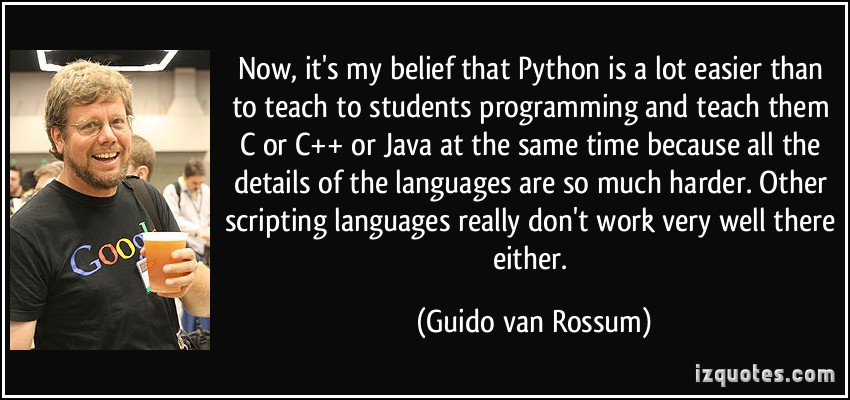 Now, it's my belief that Python is a lot easier than
to teach to students programming and teach them
C or C++ or Java at the same time because all the
details of the languages are so much harder. Other
scripting languages really don't work very well there
either.
(Guido van Rossum)
Google
izquotes.com